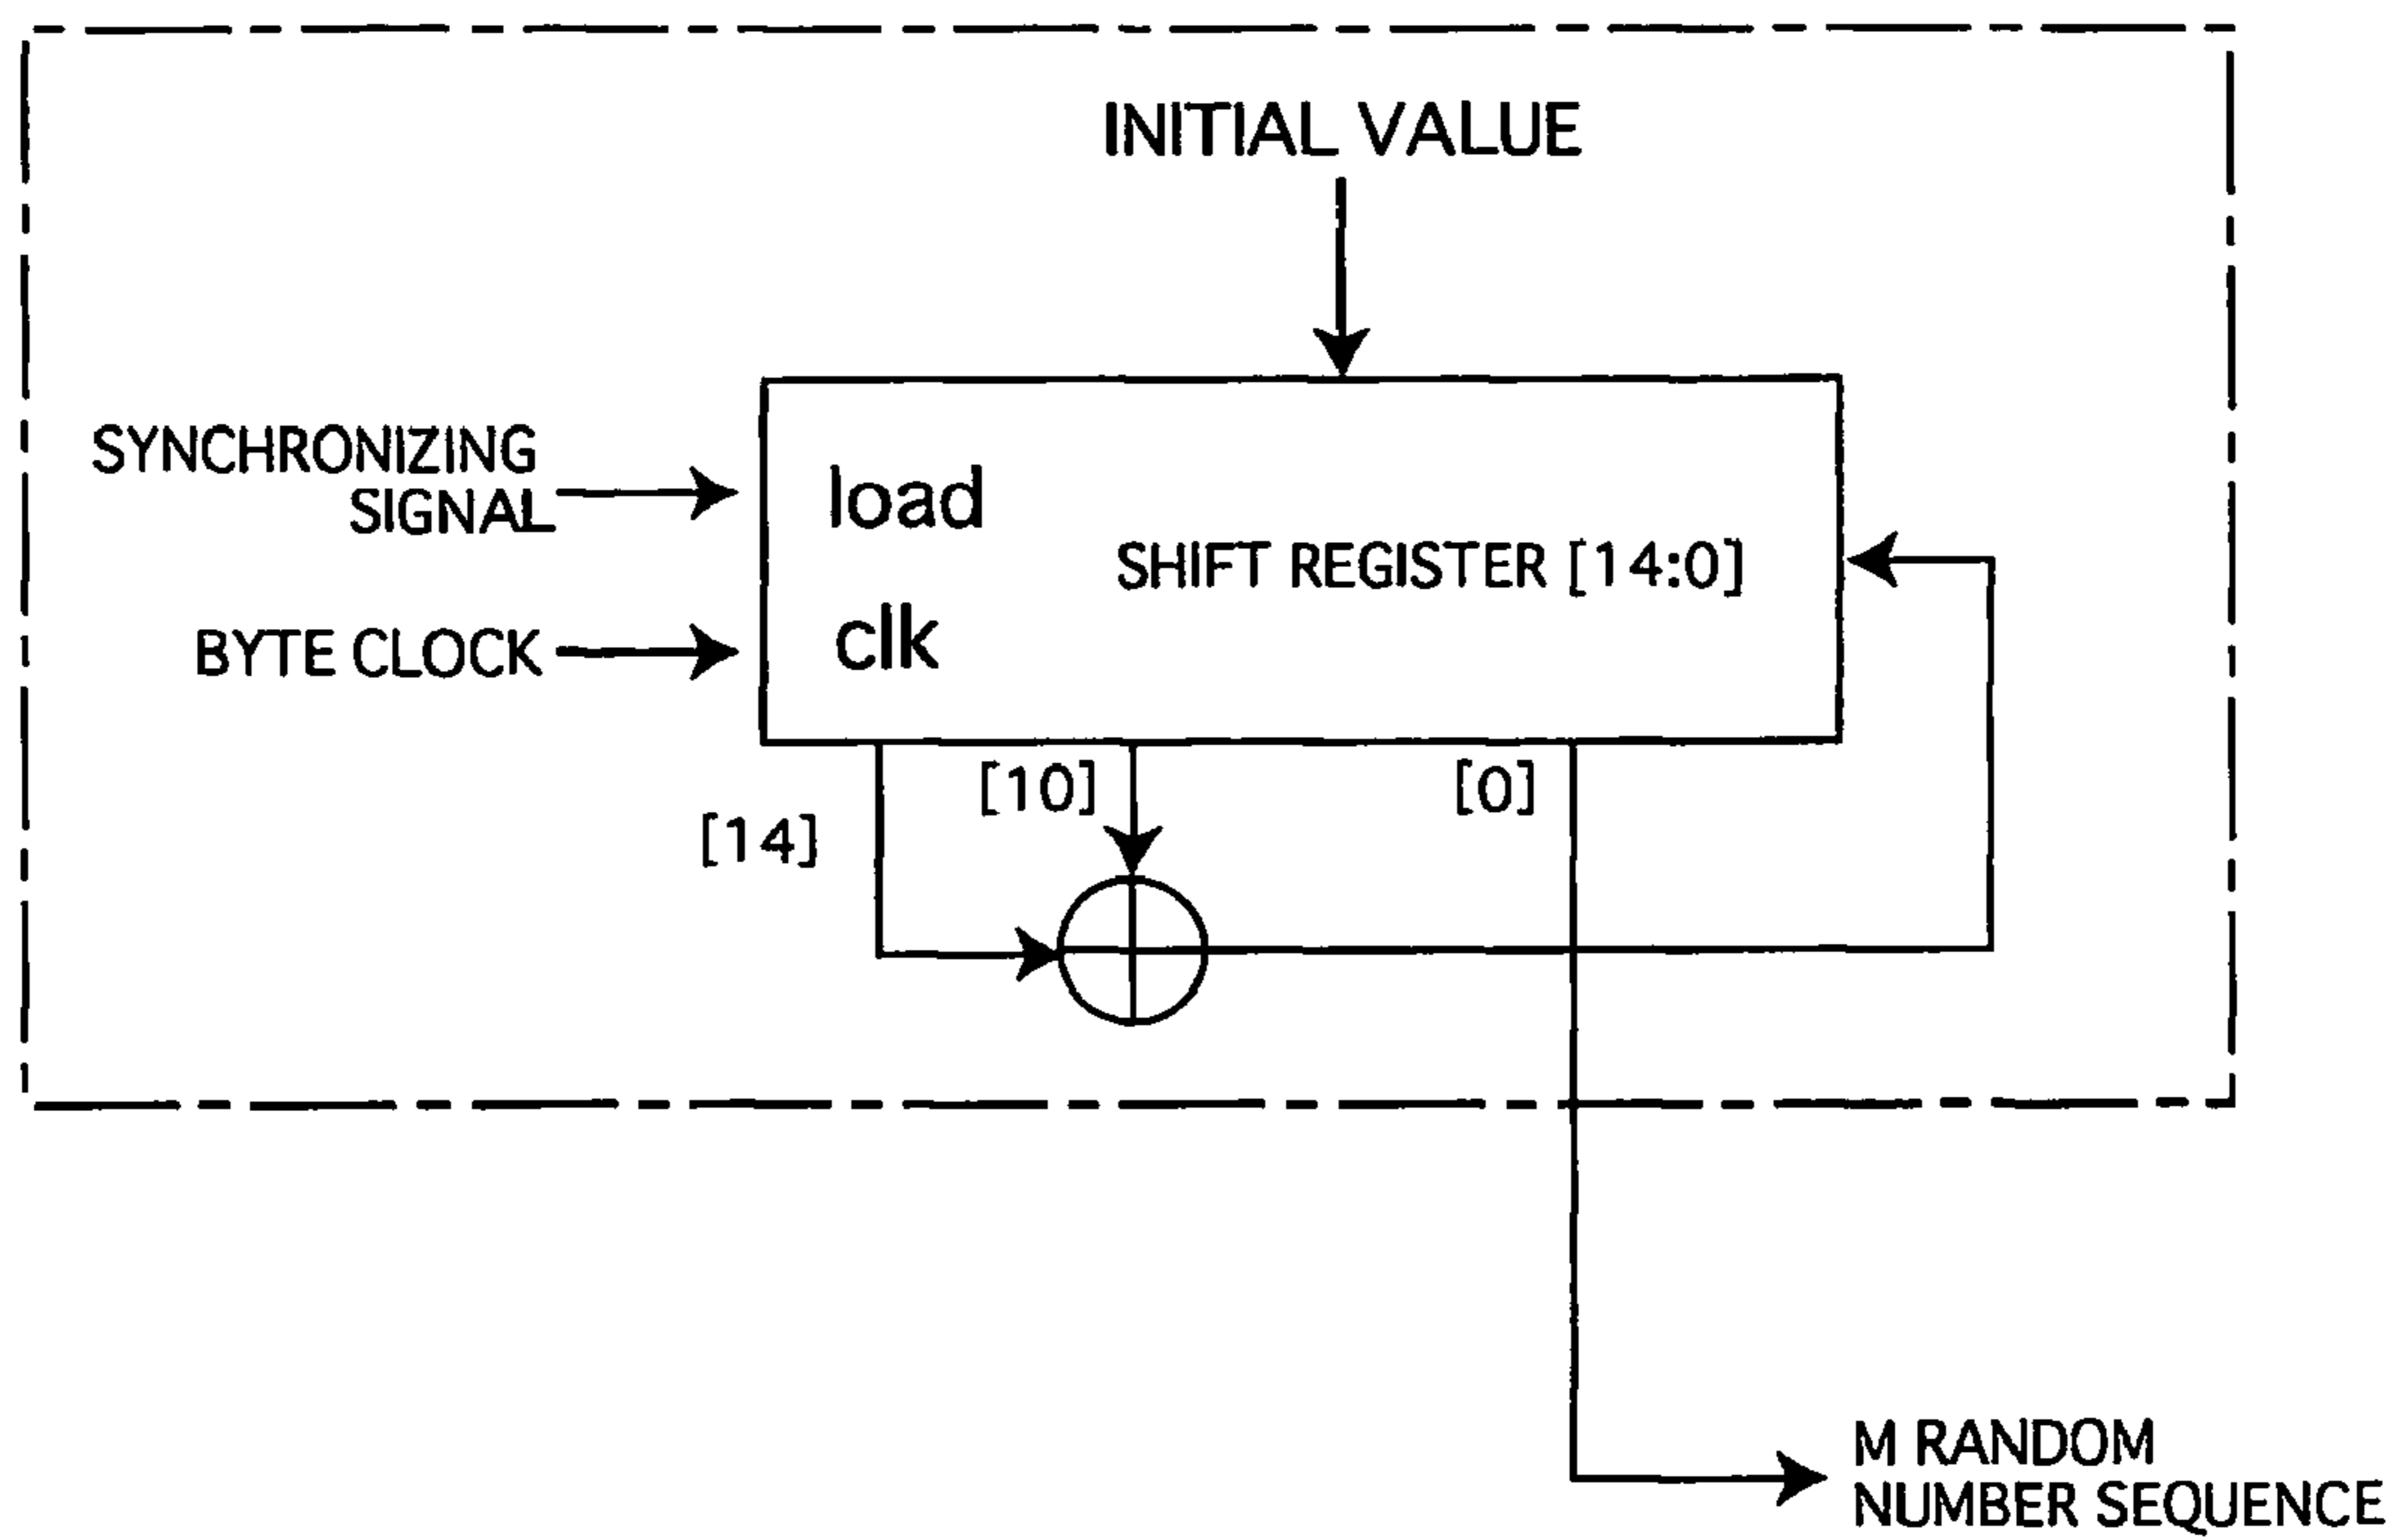 INITIAL VALUE
SYNCHRONIZING
SIGNAL
load
SHIFT REGISTER [14:0]
BYTE CLOCK
clk
[14]
[10]
[0]
M RANDOM
NUMBER SEQUENCE